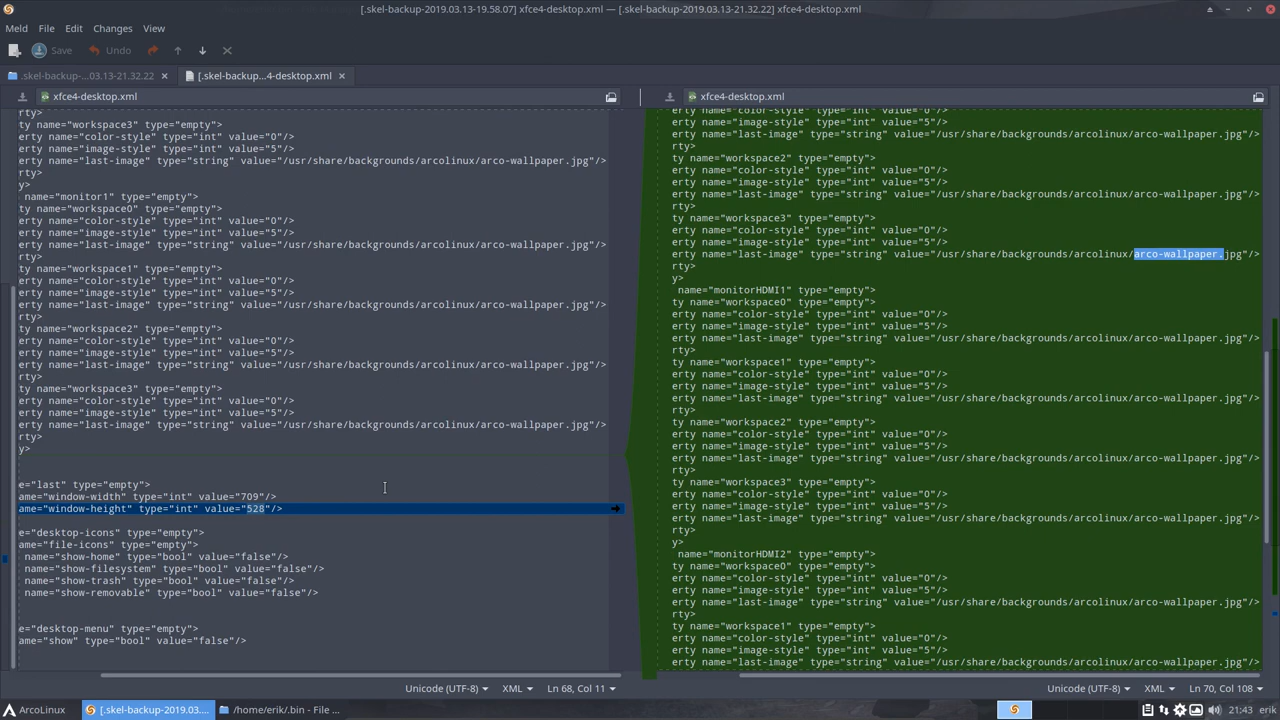 [.skel-backup-2019.03.13-19.58.07] xfce4-desktop.xml — [.skel-backup-2019.03.13-21.32.22] xfce4-desktop.xml
Meld File Edit Changes View
Save Undo
.skel-backup-...03.13-21.32.22 [.skel-backup...4-desktop.xml
xfce4-desktop.xml
rty>
ty name="workspace3" type="empty">
erty name="color-style" type="int" value="0"/>
erty name="image-style" type="int" value="5"/>
erty name="last-image" type="string" value="/usr/share/backgrounds/arcolinux/arco-wallpaper.jpg"/>
rty>
y>
name="monitor1" type="empty">
ty name="workspace0" type="empty">
erty name="color-style" type="int" value="0"/>
erty name="image-style" type="int" value="5"/>
erty name="last-image" type="string" value="/usr/share/backgrounds/arcolinux/arco-wallpaper.jpg"/>
rty>
ty name="workspace1" type="empty">
erty name="color-style" type="int" value="0"/>
erty name="image-style" type="int" value="5"/>
erty name="last-image" type="string" value="/usr/share/backgrounds/arcolinux/arco-wallpaper.jpg"/>
rty>
ty name="workspace2" type="empty">
erty name="color-style" type="int" value="0"/>
erty name="image-style" type="int" value="5"/>
erty name="last-image" type="string" value="/usr/share/backgrounds/arcolinux/arco-wallpaper.jpg"/>
rty>
ty name="workspace3" type="empty">
erty name="color-style" type="int" value="0"/>
erty name="image-style" type="int" value="5"/>
erty name="last-image" type="string" value="/usr/share/backgrounds/arcolinux/arco-wallpaper.jpg"/>
rty>
y>
e="last" type="empty">
ame="window-width" type="int" value="709"/>
ame="window-height" type="int" value="528"/>
e="desktop-icons" type="empty">
ame="file-icons" type="empty">
name="show-home" type="bool" value="false"/>
name="show-filesystem" type="bool" value="false"/>
name="show-trash" type="bool" value="false"/>
name="show-removable" type="bool" value="false"/>
e="desktop-menu" type="empty">
ame="show" type="bool" value="false"/>
Unicode (UTF-8) XML Ln 68, Col 11
xfce4-desktop.xml
erty name="color-style" type="int" value="0"/>
erty name="image-style" type="int" value="5"/>
erty name="last-image" type="string" value="/usr/share/backgrounds/arcolinux/arco-wallpaper.jpg"/>
rty>
ty name="workspace2" type="empty">
erty name="color-style" type="int" value="0"/>
erty name="image-style" type="int" value="5"/>
erty name="last-image" type="string" value="/usr/share/backgrounds/arcolinux/arco-wallpaper.jpg"/>
rty>
ty name="workspace3" type="empty">
erty name="color-style" type="int" value="0"/>
erty name="image-style" type="int" value="5"/>
erty name="last-image" type="string" value="/usr/share/backgrounds/arcolinux/arco-wallpaper.jpg"/>
rty>
y>
name="monitorHDMI1" type="empty">
ty name="workspace0" type="empty">
erty name="color-style" type="int" value="0"/>
erty name="image-style" type="int" value="5"/>
erty name="last-image" type="string" value="/usr/share/backgrounds/arcolinux/arco-wallpaper.jpg"/>
rty>
ty name="workspace1" type="empty">
erty name="color-style" type="int" value="0"/>
erty name="image-style" type="int" value="5"/>
erty name="last-image" type="string" value="/usr/share/backgrounds/arcolinux/arco-wallpaper.jpg"/>
rty>
ty name="workspace2" type="empty">
erty name="color-style" type="int" value="0"/>
erty name="image-style" type="int" value="5"/>
erty name="last-image" type="string" value="/usr/share/backgrounds/arcolinux/arco-wallpaper.jpg"/>
rty>
ty name="workspace3" type="empty">
erty name="color-style" type="int" value="0"/>
erty name="image-style" type="int" value="5"/>
erty name="last-image" type="string" value="/usr/share/backgrounds/arcolinux/arco-wallpaper.jpg"/>
rty>
y>
name="monitorHDMI2" type="empty">
ty name="workspace0" type="empty">
erty name="color-style" type="int" value="0"/>
erty name="image-style" type="int" value="5"/>
erty name="last-image" type="string" value="/usr/share/backgrounds/arcolinux/arco-wallpaper.jpg"/>
rty>
ty name="workspace1" type="empty">
erty name="color-style" type="int" value="0"/>
erty name="image-style" type="int" value="5"/>
erty name="last-image" type="string" value="/usr/share/backgrounds/arcolinux/arco-wallpaper.jpg"/>
Unicode (UTF-8) XML Ln 70, Col 108
ArcoLinux [.skel-backup-2019.03.... /home/erik/.bin - File ... 21:43 erik